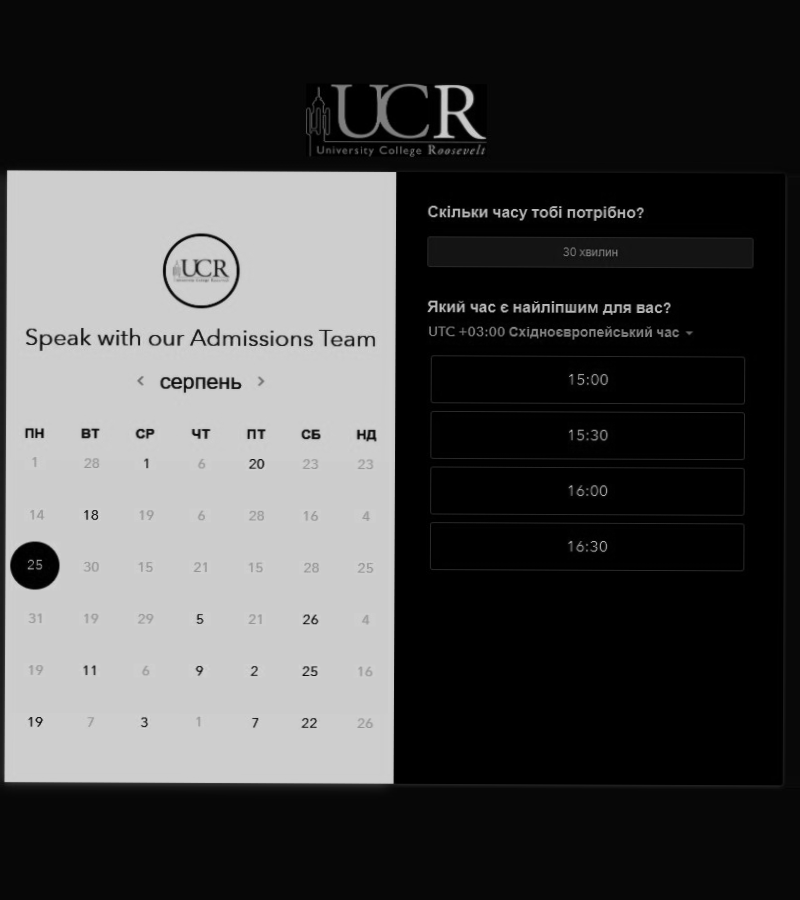 UCR
University College Roosevelt
UCR
University College Roosevelt
Speak with our Admissions Team
серпень
ПН ВТ СР ЧТ ПТ СБ НД
1 28 1 6 20 23 23
14 18 19 6 28 16 4
25 30 15 21 15 28 25
31 19 29 5 21 26 4
19 11 6 9 2 25 16
19 7 3 1 7 22 26
Скільки часу тобі потрібно?
30 хвилин
Який час є найліпшим для вас?
UTC +03:00 Східноєвропейський час
15:00
15:30
16:00
16:30